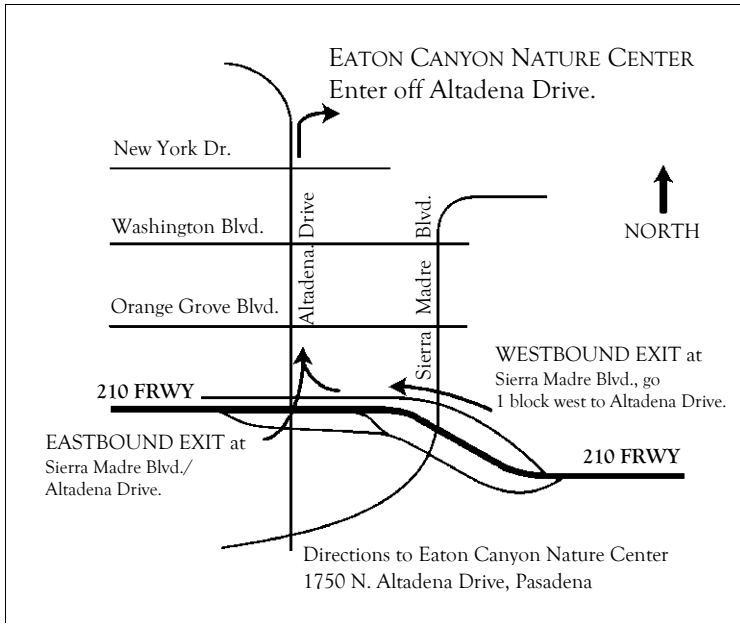 EATON CANYON NATURE CENTER
Enter off Altadena Drive.
New York Dr.
Washington Blvd.
Altadena Drive
Sierra Madre Blvd.
NORTH
Orange Grove Blvd.
WESTBOUND EXIT at
Sierra Madre Blvd., go
1 block west to Altadena Drive.
210 FRWY
EASTBOUND EXIT at
Sierra Madre Blvd./
Altadena Drive.
210 FRWY
Directions to Eaton Canyon Nature Center
1750 N. Altadena Drive, Pasadena